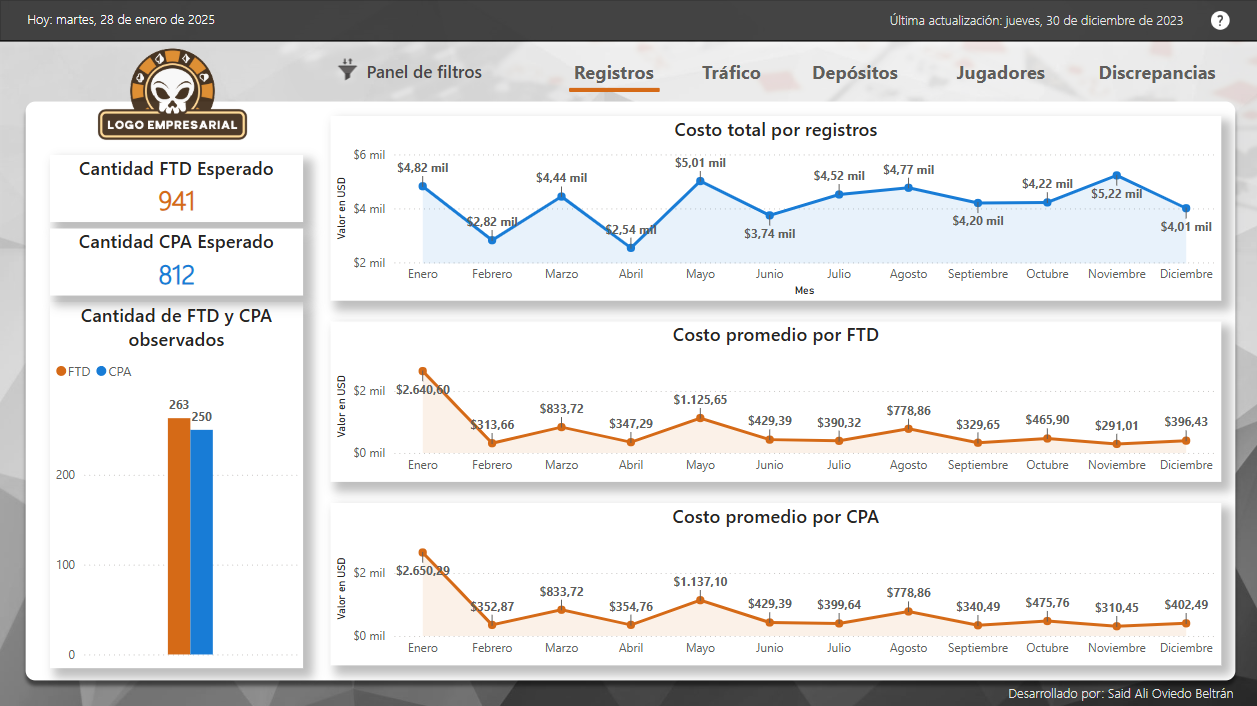 Hoy: martes, 28 de enero de 2025
Última actualización: jueves, 30 de diciembre de 2023
?
LOGO EMPRESARIAL
Panel de filtros
Registros
Tráfico
Depósitos
Jugadores
Discrepancias
Cantidad FTD Esperado
941
Cantidad CPA Esperado
812
Cantidad de FTD y CPA
observados
FTD CPA
263
250
200
100
0
Costo total por registros
Valor en USD
$6 mil
$4 mil
$2 mil
$4,82 mil
$2,82 mil
$4,44 mil
$2,54 mil
$5,01 mil
$3,74 mil
$4,52 mil
$4,77 mil
$4,20 mil
$4,22 mil
$5,22 mil
$4,01 mil
Enero Febrero Marzo Abril Mayo Junio Julio Agosto Septiembre Octubre Noviembre Diciembre
Mes
Costo promedio por FTD
Valor en USD
$2 mil
$0 mil
$2.640,60
$313,66
$833,72
$347,29
$1.125,65
$429,39
$390,32
$778,86
$329,65
$465,90
$291,01
$396,43
Enero Febrero Marzo Abril Mayo Junio Julio Agosto Septiembre Octubre Noviembre Diciembre
Costo promedio por CPA
Valor en USD
$2 mil
$0 mil
$2.650,29
$352,87
$833,72
$354,76
$1.137,10
$429,39
$399,64
$778,86
$340,49
$475,76
$310,45
$402,49
Enero Febrero Marzo Abril Mayo Junio Julio Agosto Septiembre Octubre Noviembre Diciembre
Desarrollado por: Said Ali Oviedo Beltrán